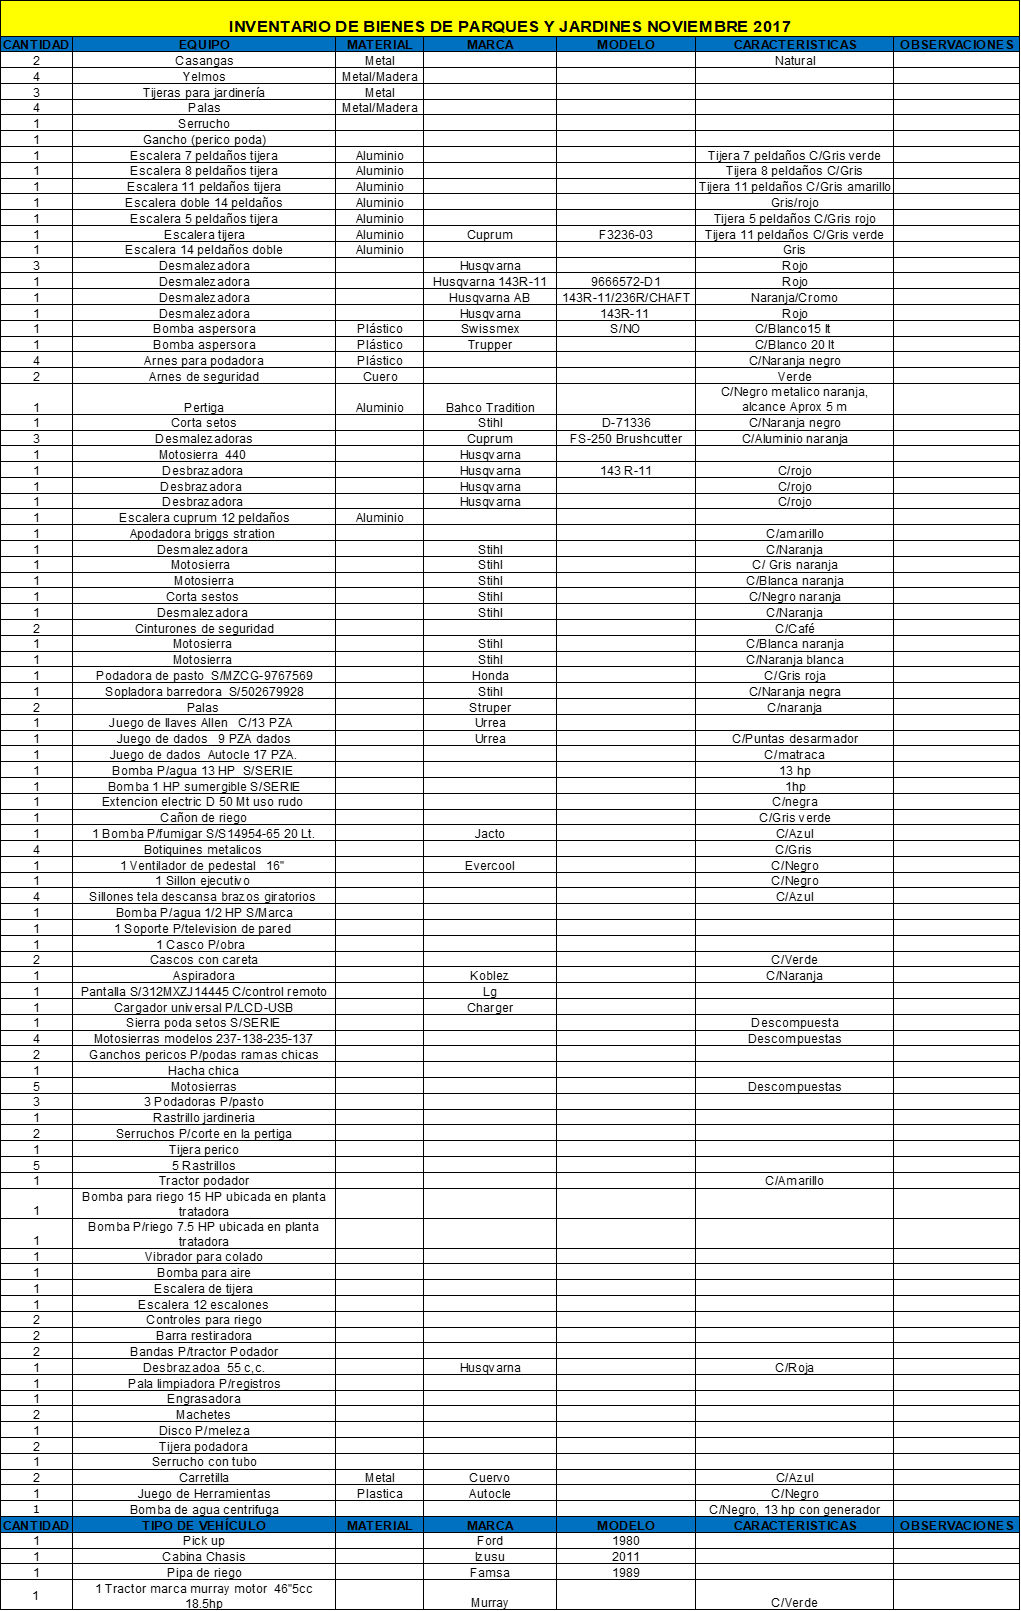 INVENTARIO DE BIENES DE PARQUES Y JARDINES NOVIEMBRE 2017
CANTIDAD EQUIPO MATERIAL MARCA MODELO CARACTERISTICAS OBSERVACIONES
2 Casangas Metal Natural
4 Yelmos Metal/Madera
3 Tijeras para jardinería Metal
4 Palas Metal/Madera
1 Serrucho
1 Gancho (perico poda)
1 Escalera 7 peldaños tijera Aluminio Tijera 7 peldaños C/Gris verde
1 Escalera 8 peldaños tijera Aluminio Tijera 8 peldaños C/Gris
1 Escalera 11 peldaños tijera Aluminio Tijera 11 peldaños C/Gris amarillo
1 Escalera doble 14 peldaños Aluminio Gris/rojo
1 Escalera 5 peldaños tijera Aluminio Tijera 5 peldaños C/Gris rojo
1 Escalera tijera Aluminio Cuprum F3236-03 Tijera 11 peldaños C/Gris verde
1 Escalera 14 peldaños doble Aluminio Gris
3 Desmalezadora Husqvarna Rojo
1 Desmalezadora Husqvarna 143R-11 9666572-D1 Rojo
1 Desmalezadora Husqvarna AB 143R-11/236R/CHAFT Naranja/Cromo
1 Desmalezadora Husqvarna 143R-11 Rojo
1 Bomba aspersora Plástico Swissmex S/NO C/Blanco15 lt
1 Bomba aspersora Plástico Trupper C/Blanco 20 lt
4 Arnes para podadora Plástico C/Naranja negro
2 Arnes de seguridad Cuero Verde
C/Negro metalico naranja,
1 Pertiga Aluminio Bahco Tradition alcance Aprox 5 m
1 Corta setos Stihl D-71336 C/Naranja negro
3 Desmalezadoras Cuprum FS-250 Brushcutter C/Aluminio naranja
1 Motosierra 440 Husqvarna
1 Desbrazadora Husqvarna 143 R-11 C/rojo
1 Desbrazadora Husqvarna C/rojo
1 Desbrazadora Husqvarna C/rojo
1 Escalera cuprum 12 peldaños Aluminio
1 Apodadora briggs stration C/amarillo
1 Desmalezadora Stihl C/Naranja
1 Motosierra Stihl C/ Gris naranja
1 Motosierra Stihl C/Blanca naranja
1 Corta sestos Stihl C/Negro naranja
1 Desmalezadora Stihl C/Naranja
2 Cinturones de seguridad C/Café
1 Motosierra Stihl C/Blanca naranja
1 Motosierra Stihl C/Naranja blanca
1 Podadora de pasto S/MZCG-9767569 Honda C/Gris roja
1 Sopladora barredora S/502679928 Stihl C/Naranja negra
2 Palas Struper C/naranja
1 Juego de llaves Allen C/13 PZA Urrea
1 Juego de dados 9 PZA dados Urrea C/Puntas desarmador
1 Juego de dados Autocle 17 PZA. C/matraca
1 Bomba P/agua 13 HP S/SERIE 13 hp
1 Bomba 1 HP sumergible S/SERIE 1hp
1 Extencion electric D 50 Mt uso rudo C/negra
1 Cañon de riego C/Gris verde
1 1 Bomba P/fumigar S/S14954-65 20 Lt. Jacto C/Azul
4 Botiquines metalicos C/Gris
1 1 Ventilador de pedestal 16" Evercool C/Negro
1 1 Sillon ejecutivo C/Negro
4 Sillones tela descansa brazos giratorios C/Azul
1 Bomba P/agua 1/2 HP S/Marca
1 1 Soporte P/television de pared
1 1 Casco P/obra
2 Cascos con careta C/Verde
1 Aspiradora Koblez C/Naranja
1 Pantalla S/312MXZJ14445 C/control remoto Lg
1 Cargador universal P/LCD-USB Charger
1 Sierra poda setos S/SERIE Descompuesta
4 Motosierras modelos 237-138-235-137 Descompuestas
2 Ganchos pericos P/podas ramas chicas
1 Hacha chica
5 Motosierras Descompuestas
3 3 Podadoras P/pasto
1 Rastrillo jardineria
2 Serruchos P/corte en la pertiga
1 Tijera perico
5 5 Rastrillos
1 Tractor podador C/Amarillo
Bomba para riego 15 HP ubicada en planta
1 tratadora
Bomba P/riego 7.5 HP ubicada en planta
1 tratadora
1 Vibrador para colado
1 Bomba para aire
1 Escalera de tijera
1 Escalera 12 escalones
2 Controles para riego
2 Barra restiradora
2 Bandas P/tractor Podador
1 Desbrazadoa 55 c,c. Husqvarna C/Roja
1 Pala limpiadora P/registros
1 Engrasadora
2 Machetes
1 Disco P/meleza
2 Tijera podadora
1 Serrucho con tubo
2 Carretilla Metal Cuervo C/Azul
1 Juego de Herramientas Plastica Autocle C/Negro
1 Bomba de agua centrifuga C/Negro, 13 hp con generador
CANTIDAD TIPO DE VEHÍCULO MATERIAL MARCA MODELO CARACTERISTICAS OBSERVACIONES
1 Pick up Ford 1980
1 Cabina Chasis Izusu 2011
1 Pipa de riego Famsa 1989
1 1 Tractor marca murray motor 46"5cc
18.5hp Murray C/Verde